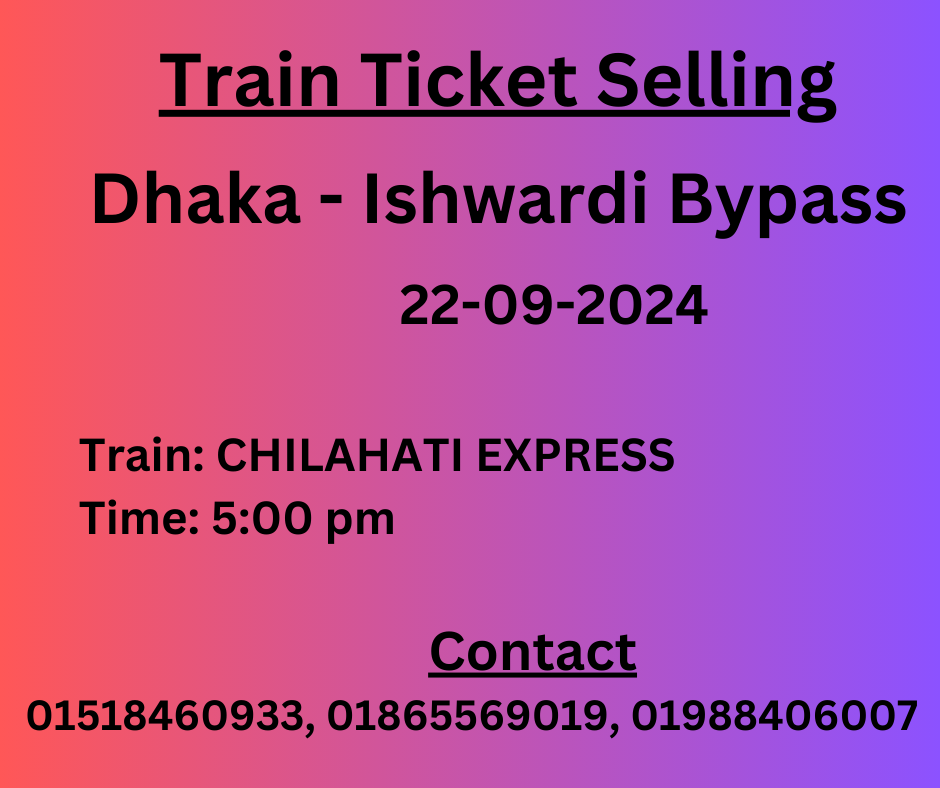 Train Ticket Selling
Dhaka - Ishwardi Bypass
22-09-2024
Train: CHILAHATI EXPRESS
Time: 5:00 pm
Contact
01518460933, 01865569019, 01988406007